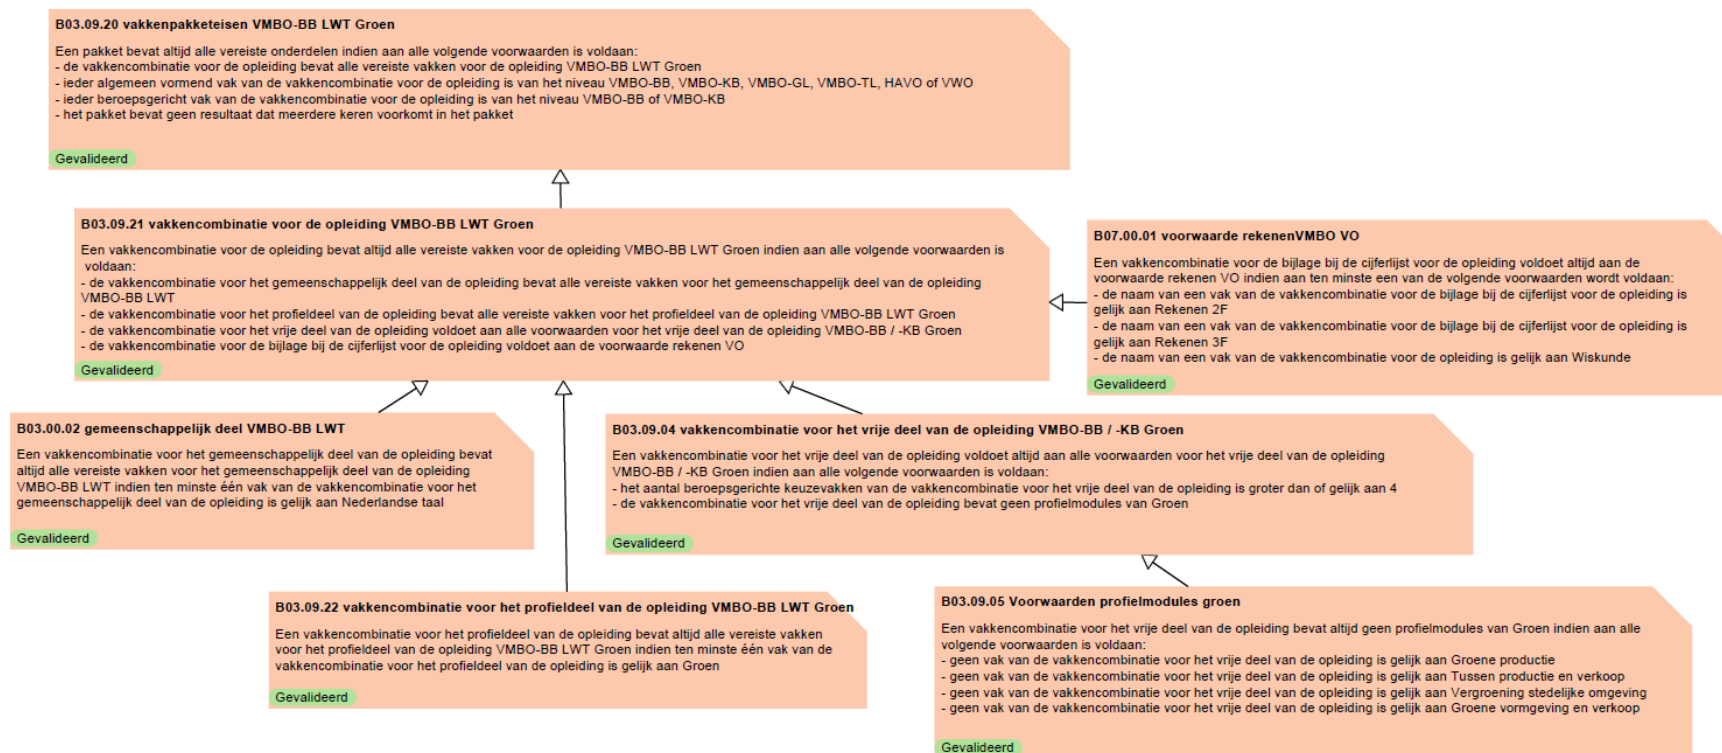 B03.09.20 vakkenpakketeisen VMBO-BB LWT Groen
Een pakket bevat altijd alle vereiste onderdelen indien aan alle volgende voorwaarden is voldaan:
- de vakkencombinatie voor de opleiding bevat alle vereiste vakken voor de opleiding VMBO-BB LWT Groen
- ieder algemeen vormend vak van de vakkencombinatie voor de opleiding is van het niveau VMBO-BB, VMBO-KB, VMBO-GL, VMBO-TL, HAVO of VWO
- ieder beroepsgericht vak van de vakkencombinatie voor de opleiding is van het niveau VMBO-BB of VMBO-KB
- het pakket bevat geen resultaat dat meerdere keren voorkomt in het pakket
Gevalideerd
B03.09.21 vakkencombinatie voor de opleiding VMBO-BB LWT Groen
Een vakkencombinatie voor de opleiding bevat altijd alle vereiste vakken voor de opleiding VMBO-BB LWT Groen indien aan alle volgende voorwaarden is
voldaan:
- de vakkencombinatie voor het gemeenschappelijk deel van de opleiding bevat alle vereiste vakken voor het gemeenschappelijk deel van de opleiding
VMBO-BB LWT
- de vakkencombinatie voor het profieldeel van de opleiding bevat alle vereiste vakken voor het profieldeel van de opleiding VMBO-BB LWT Groen
- de vakkencombinatie voor het vrije deel van de opleiding voldoet aan alle voorwaarden voor het vrije deel van de opleiding VMBO-BB / -KB Groen
- de vakkencombinatie voor de bijlage bij de cijferlijst voor de opleiding voldoet aan de voorwaarde rekenen VO
Gevalideerd
B07.00.01 voorwaarde rekenenVMBO VO
Een vakkencombinatie voor de bijlage bij de cijferlijst voor de opleiding voldoet altijd aan de
voorwaarde rekenen VO indien aan ten minste een van de volgende voorwaarden wordt voldaan:
- de naam van een vak van de vakkencombinatie voor de bijlage bij de cijferlijst voor de opleiding is
gelijk aan Rekenen 2F
- de naam van een vak van de vakkencombinatie voor de bijlage bij de cijferlijst voor de opleiding is
gelijk aan Rekenen 3F
- de naam van een vak van de vakkencombinatie voor de opleiding is gelijk aan Wiskunde
Gevalideerd
B03.00.02 gemeenschappelijk deel VMBO-BB LWT
Een vakkencombinatie voor het gemeenschappelijk deel van de opleiding bevat
altijd alle vereiste vakken voor het gemeenschappelijk deel van de opleiding
VMBO-BB LWT indien ten minste één vak van de vakkencombinatie voor het
gemeenschappelijk deel van de opleiding is gelijk aan Nederlandse taal
Gevalideerd
B03.09.04 vakkencombinatie voor het vrije deel van de opleiding VMBO-BB / -KB Groen
Een vakkencombinatie voor het vrije deel van de opleiding voldoet altijd aan alle voorwaarden voor het vrije deel van de opleiding
VMBO-BB / -KB Groen indien aan alle volgende voorwaarden is voldaan:
- het aantal beroepsgerichte keuzevakken van de vakkencombinatie voor het vrije deel van de opleiding is groter dan of gelijk aan 4
- de vakkencombinatie voor het vrije deel van de opleiding bevat geen profielmodules van Groen
Gevalideerd
B03.09.22 vakkencombinatie voor het profieldeel van de opleiding VMBO-BB LWT Groen
Een vakkencombinatie voor het profieldeel van de opleiding bevat altijd alle vereiste vakken
voor het profieldeel van de opleiding VMBO-BB LWT Groen indien ten minste één vak van de
vakkencombinatie voor het profieldeel van de opleiding is gelijk aan Groen
Gevalideerd
B03.09.05 Voorwaarden profielmodules groen
Een vakkencombinatie voor het vrije deel van de opleiding bevat altijd geen profielmodules van Groen indien aan alle
volgende voorwaarden is voldaan:
- geen vak van de vakkencombinatie voor het vrije deel van de opleiding is gelijk aan Groene productie
- geen vak van de vakkencombinatie voor het vrije deel van de opleiding is gelijk aan Tussen productie en verkoop
- geen vak van de vakkencombinatie voor het vrije deel van de opleiding is gelijk aan Vergroening stedelijke omgeving
- geen vak van de vakkencombinatie voor het vrije deel van de opleiding is gelijk aan Groene vormgeving en verkoop
Gevalideerd